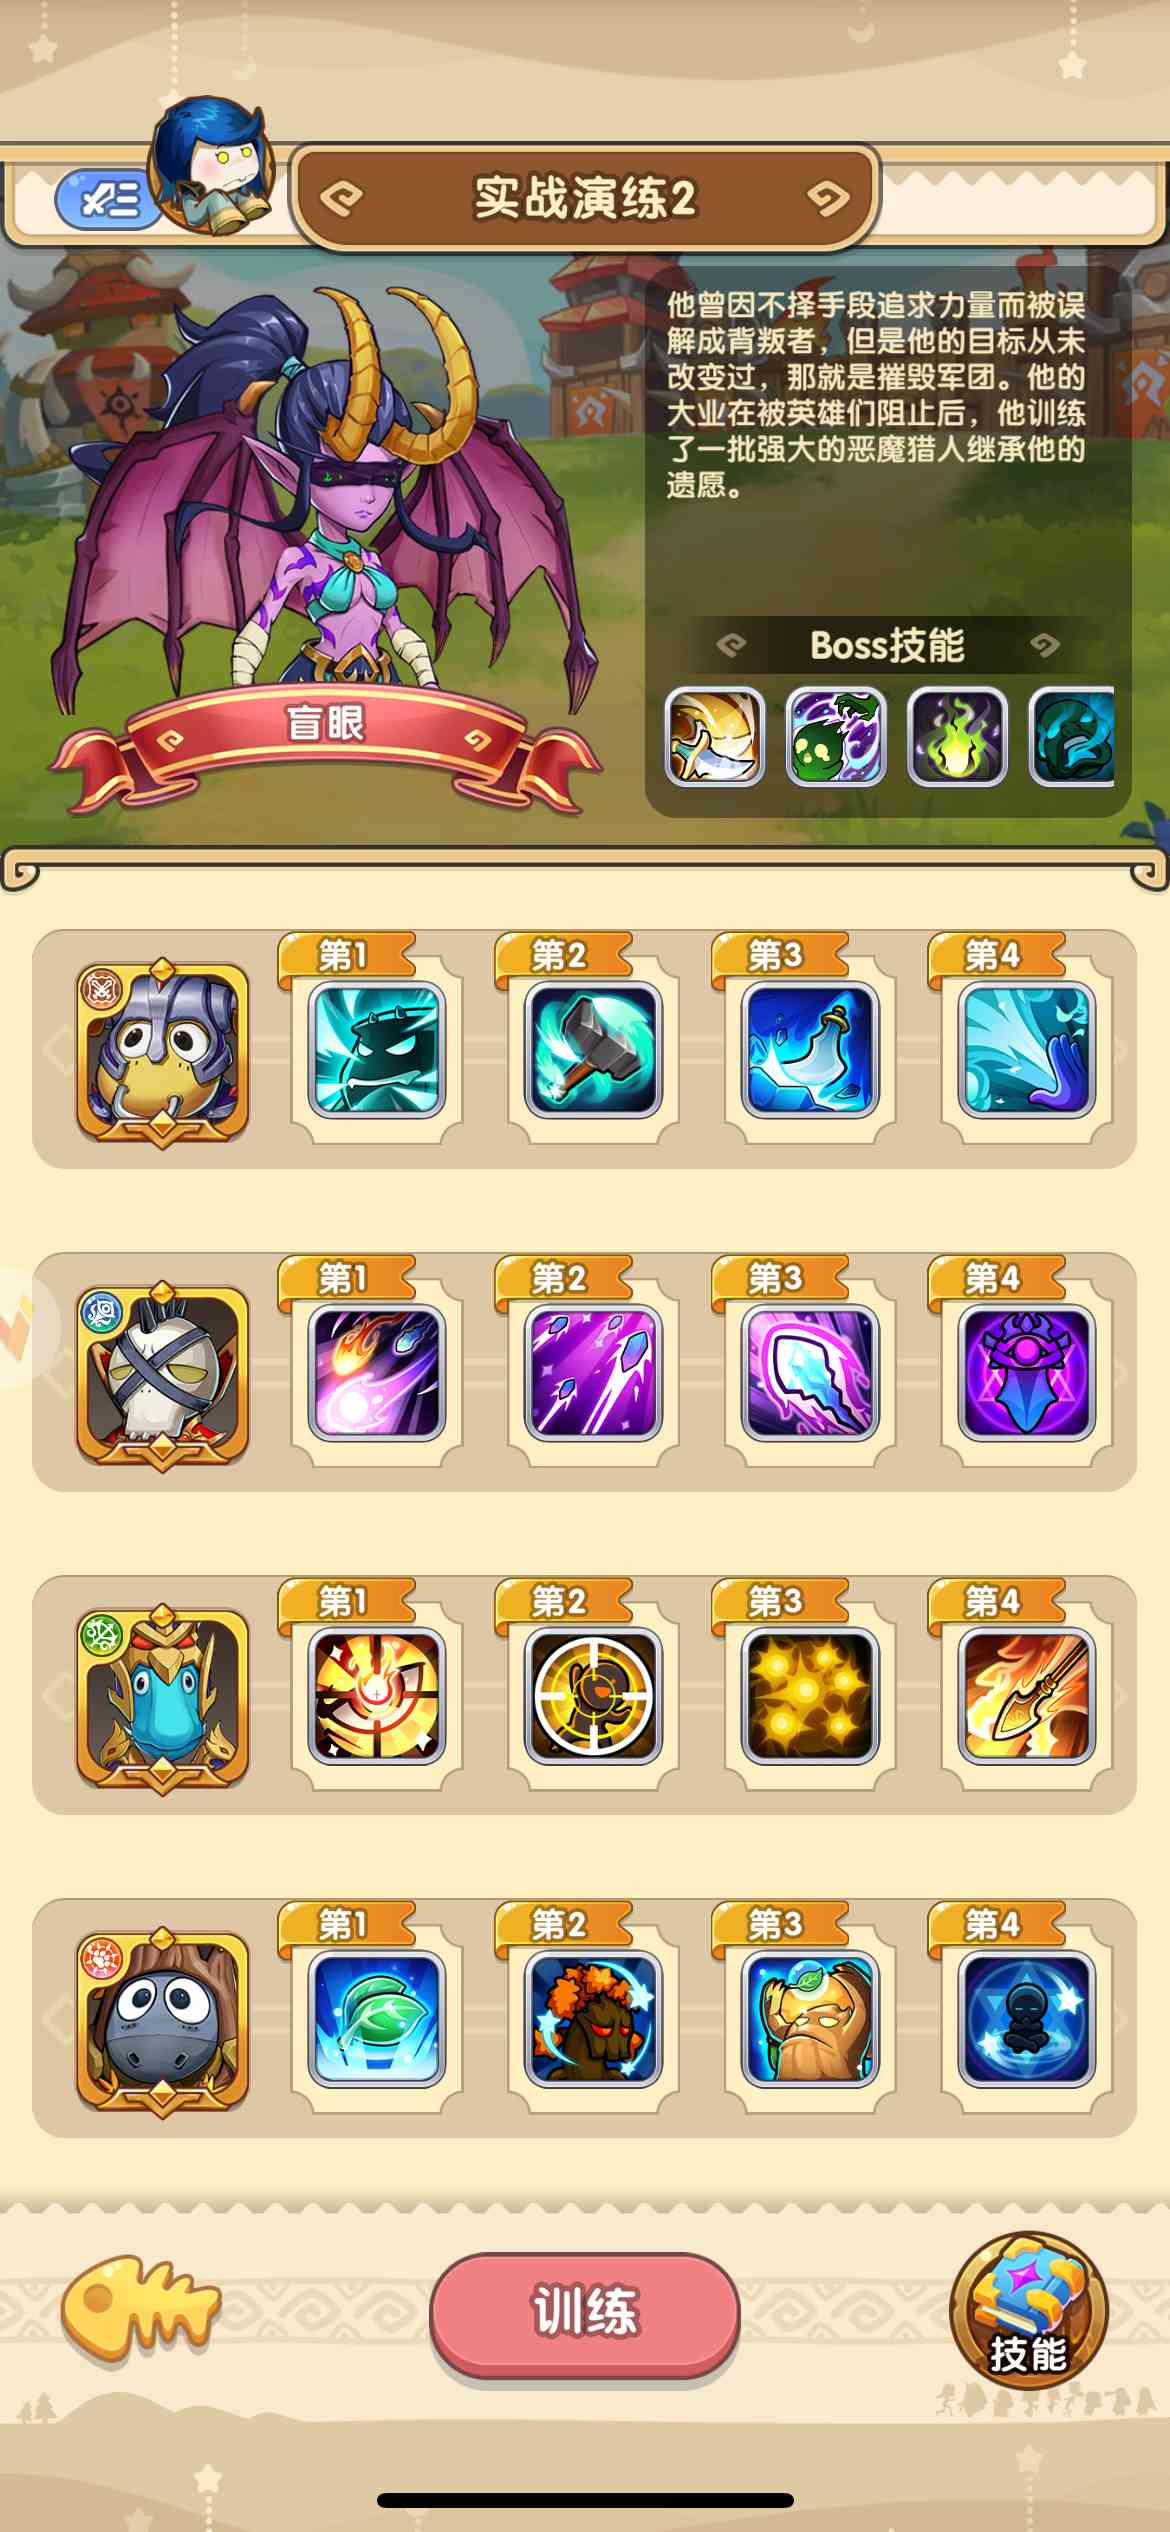 实战演练2
他曾因不择手段追求力量而被误
解成背叛者，但是他的目标从未
改变过，那就是摧毁军团。他的
大业在被英雄们阻止后，他训练
了一批强大的恶魔猎人继承他的
遗愿。
Boss技能
盲眼
第1
第2
第3
第4
第1
第2
第3
第4
第1
第2
第3
第4
第1
第2
第3
第4
训练
技能